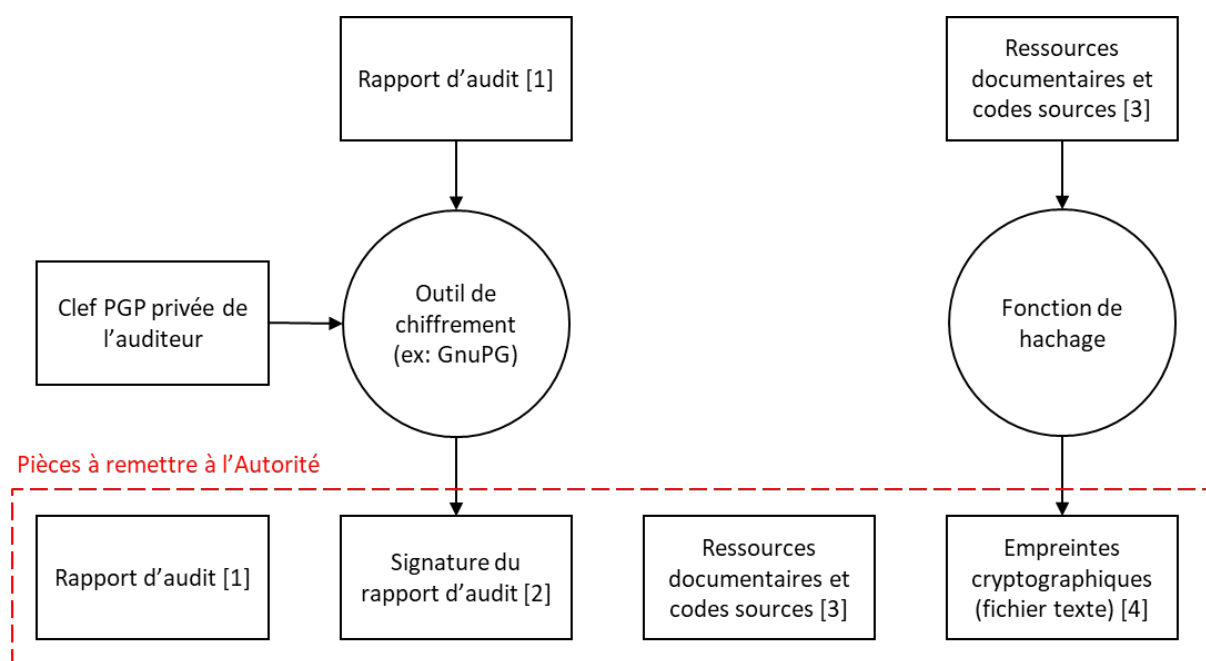 Rapport d’audit [1]
Ressources
documentaires et
codes sources [3]
Clef PGP privée de
l’auditeur
Outil de
chiffrement
(ex: GnuPG)
Fonction de
hachage
Pièces à remettre à l’Autorité
Rapport d’audit [1]
Signature du
rapport d’audit [2]
Ressources
documentaires et
codes sources [3]
Empreintes
cryptographiques
(fichier texte) [4]